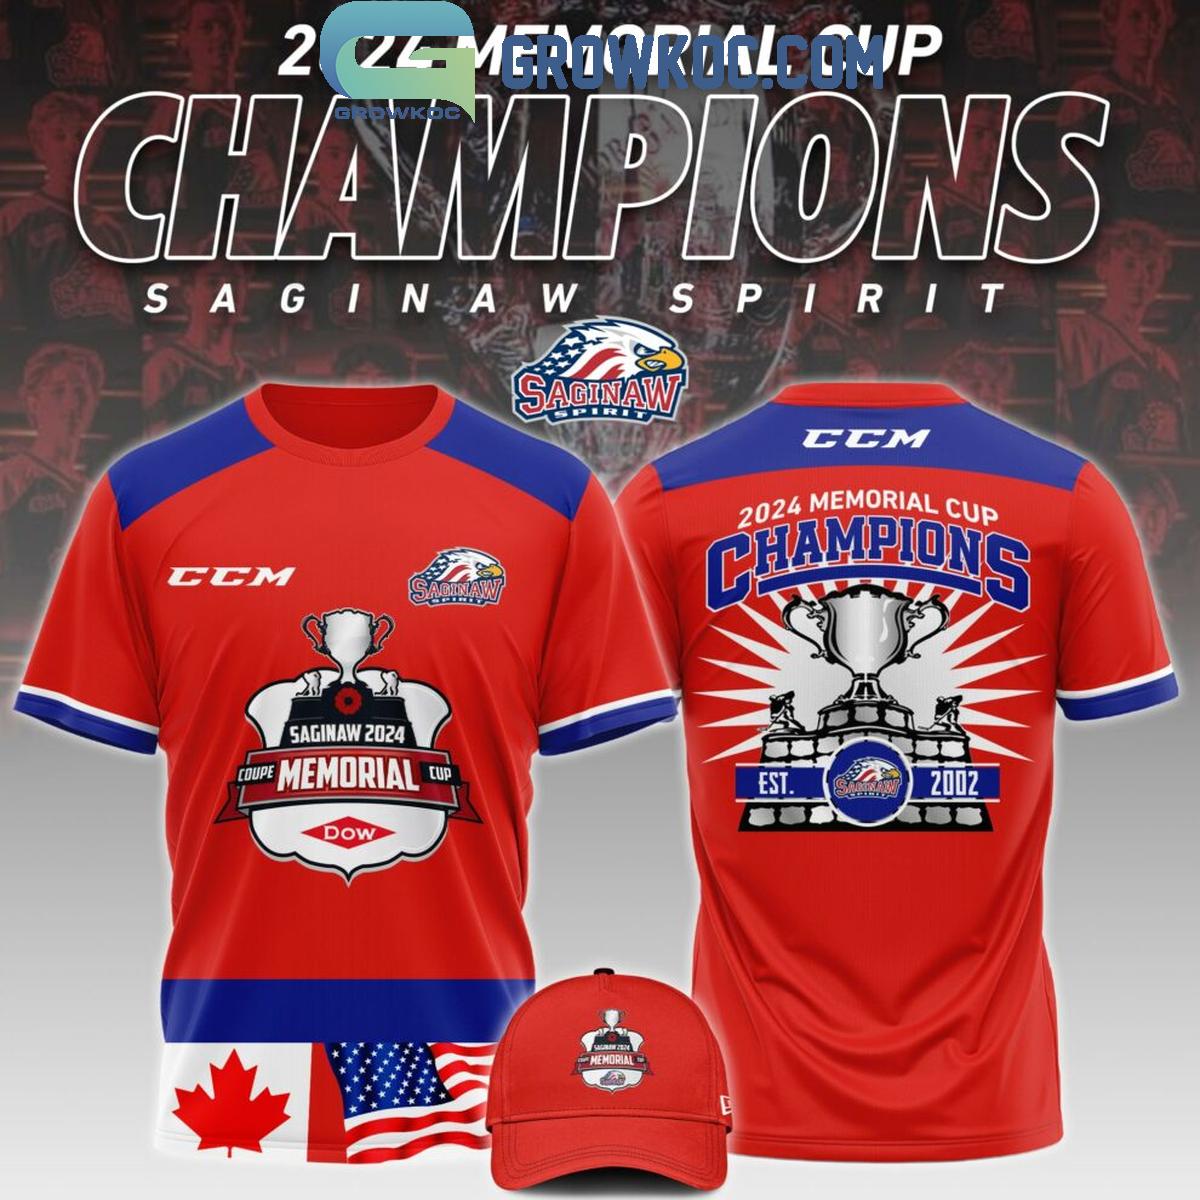 2024 MEMORIAL CUP
GROWKOC.COM
GROWKOC
CHAMPIONS
SAGINAW SPIRIT
SAGINAW
SPIRIT
CCM
SAGINAW
SPIRIT
SAGINAW 2024
COUPE MEMORIAL CUP
DOW
CCM
2024 MEMORIAL CUP
CHAMPIONS
EST. 2002
SAGINAW
SPIRIT
SAGINAW 2024
COUPE MEMORIAL CUP